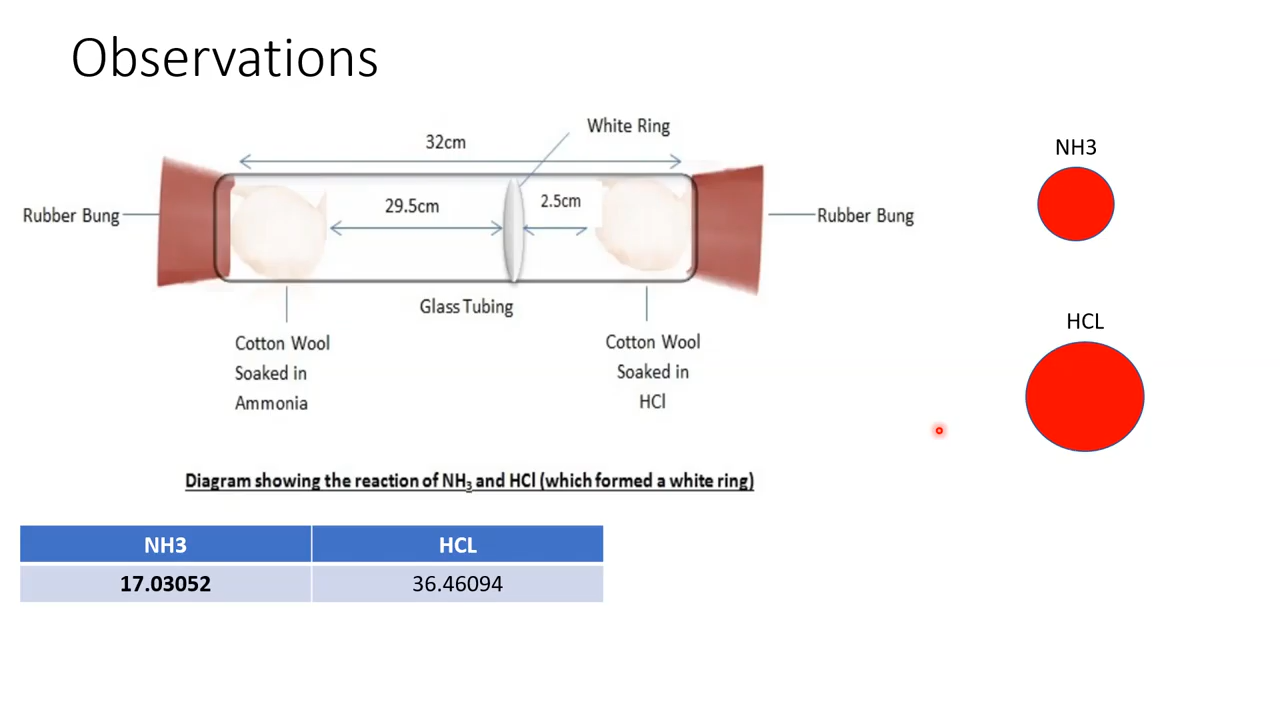 Observations
White Ring
32cm
NH3
29.5cm
2.5cm
Rubber Bung
Rubber Bung
Glass Tubing
HCL
Cotton Wool
Soaked in
Ammonia
Cotton Wool
Soaked in
HCl
Diagram showing the reaction of NH₃ and HCl (which formed a white ring)
NH3 HCL
17.03052 36.46094